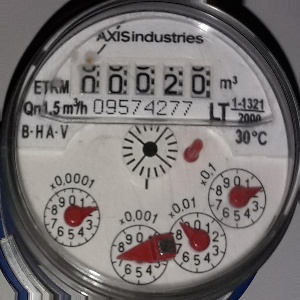 AXISindustries
ETKM 00020 m³
Qn 1,5 m³/h 09574277 LT 1-1321 2000
B·H A·V 30°C
x0,0001 x0,1
x0,001 x0,01